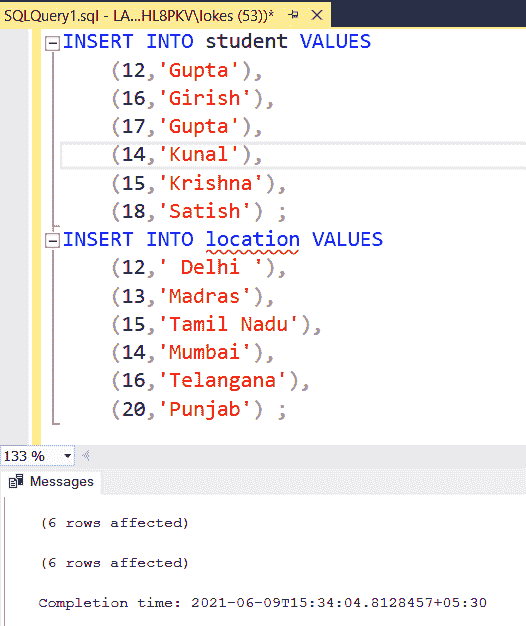 SQLQuery1.sql - LA...HL8PKV\lokes (53))*
INSERT INTO student VALUES
(12,'Gupta'),
(16,'Girish'),
(17,'Gupta'),
(14,'Kunal'),
(15,'Krishna'),
(18,'Satish') ;
INSERT INTO location VALUES
(12,' Delhi '),
(13,'Madras'),
(15,'Tamil Nadu'),
(14,'Mumbai'),
(16,'Telangana'),
(20,'Punjab') ;
133 %
Messages
(6 rows affected)
(6 rows affected)
Completion time: 2021-06-09T15:34:04.8128457+05:30